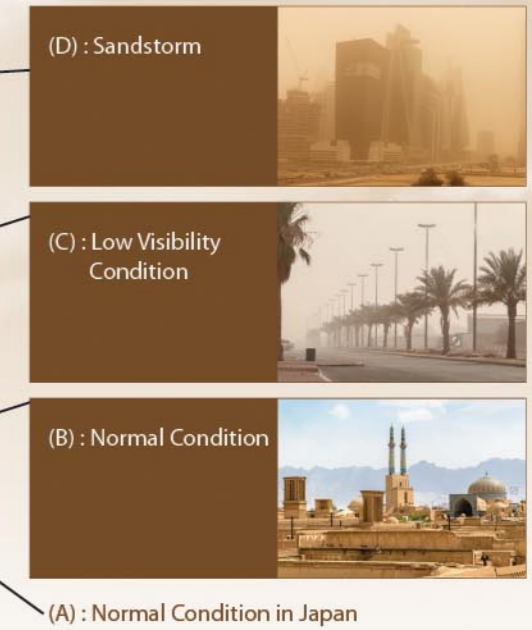 (D) : Sandstorm
(C) : Low Visibility
Condition
(B) : Normal Condition
(A) : Normal Condition in Japan